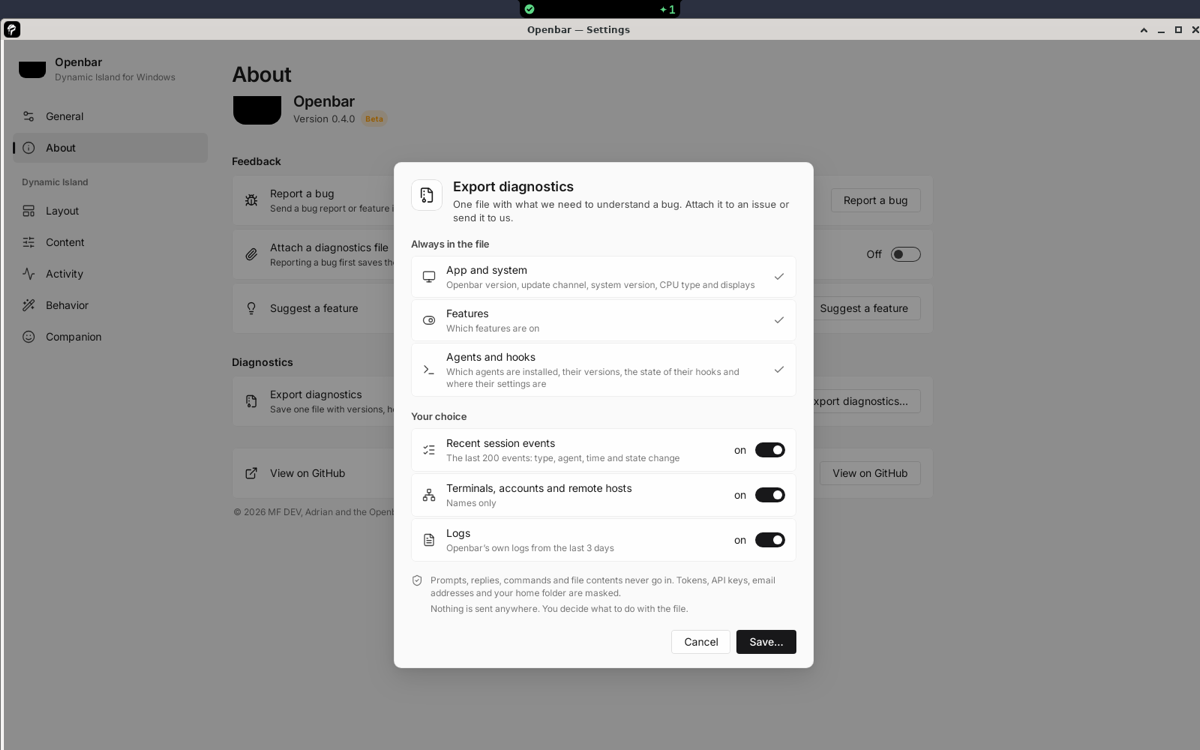 ✦ 1
Openbar — Settings
Openbar
Dynamic Island for Windows
General
About
Dynamic Island
Layout
Content
Activity
Behavior
Companion
About
Openbar
Version 0.4.0 Beta
Feedback
Report a bug
Send a bug report or feature
Report a bug
Attach a diagnostics file
Reporting a bug first saves
Off
Suggest a feature
Suggest a feature
Diagnostics
Export diagnostics
Save one file with versions,
xport diagnostics...
View on GitHub
View on GitHub
© 2026 MF DEV, Adrian and the
Export diagnostics
One file with what we need to understand a bug. Attach it to an issue or
send it to us.
Always in the file
App and system
Openbar version, update channel, system version, CPU type and displays
Features
Which features are on
Agents and hooks
Which agents are installed, their versions, the state of their hooks and
where their settings are
Your choice
Recent session events
The last 200 events: type, agent, time and state change
on
Terminals, accounts and remote hosts
Names only
on
Logs
Openbar's own logs from the last 3 days
on
Prompts, replies, commands and file contents never go in. Tokens, API keys, email
addresses and your home folder are masked.
Nothing is sent anywhere. You decide what to do with the file.
Cancel
Save...